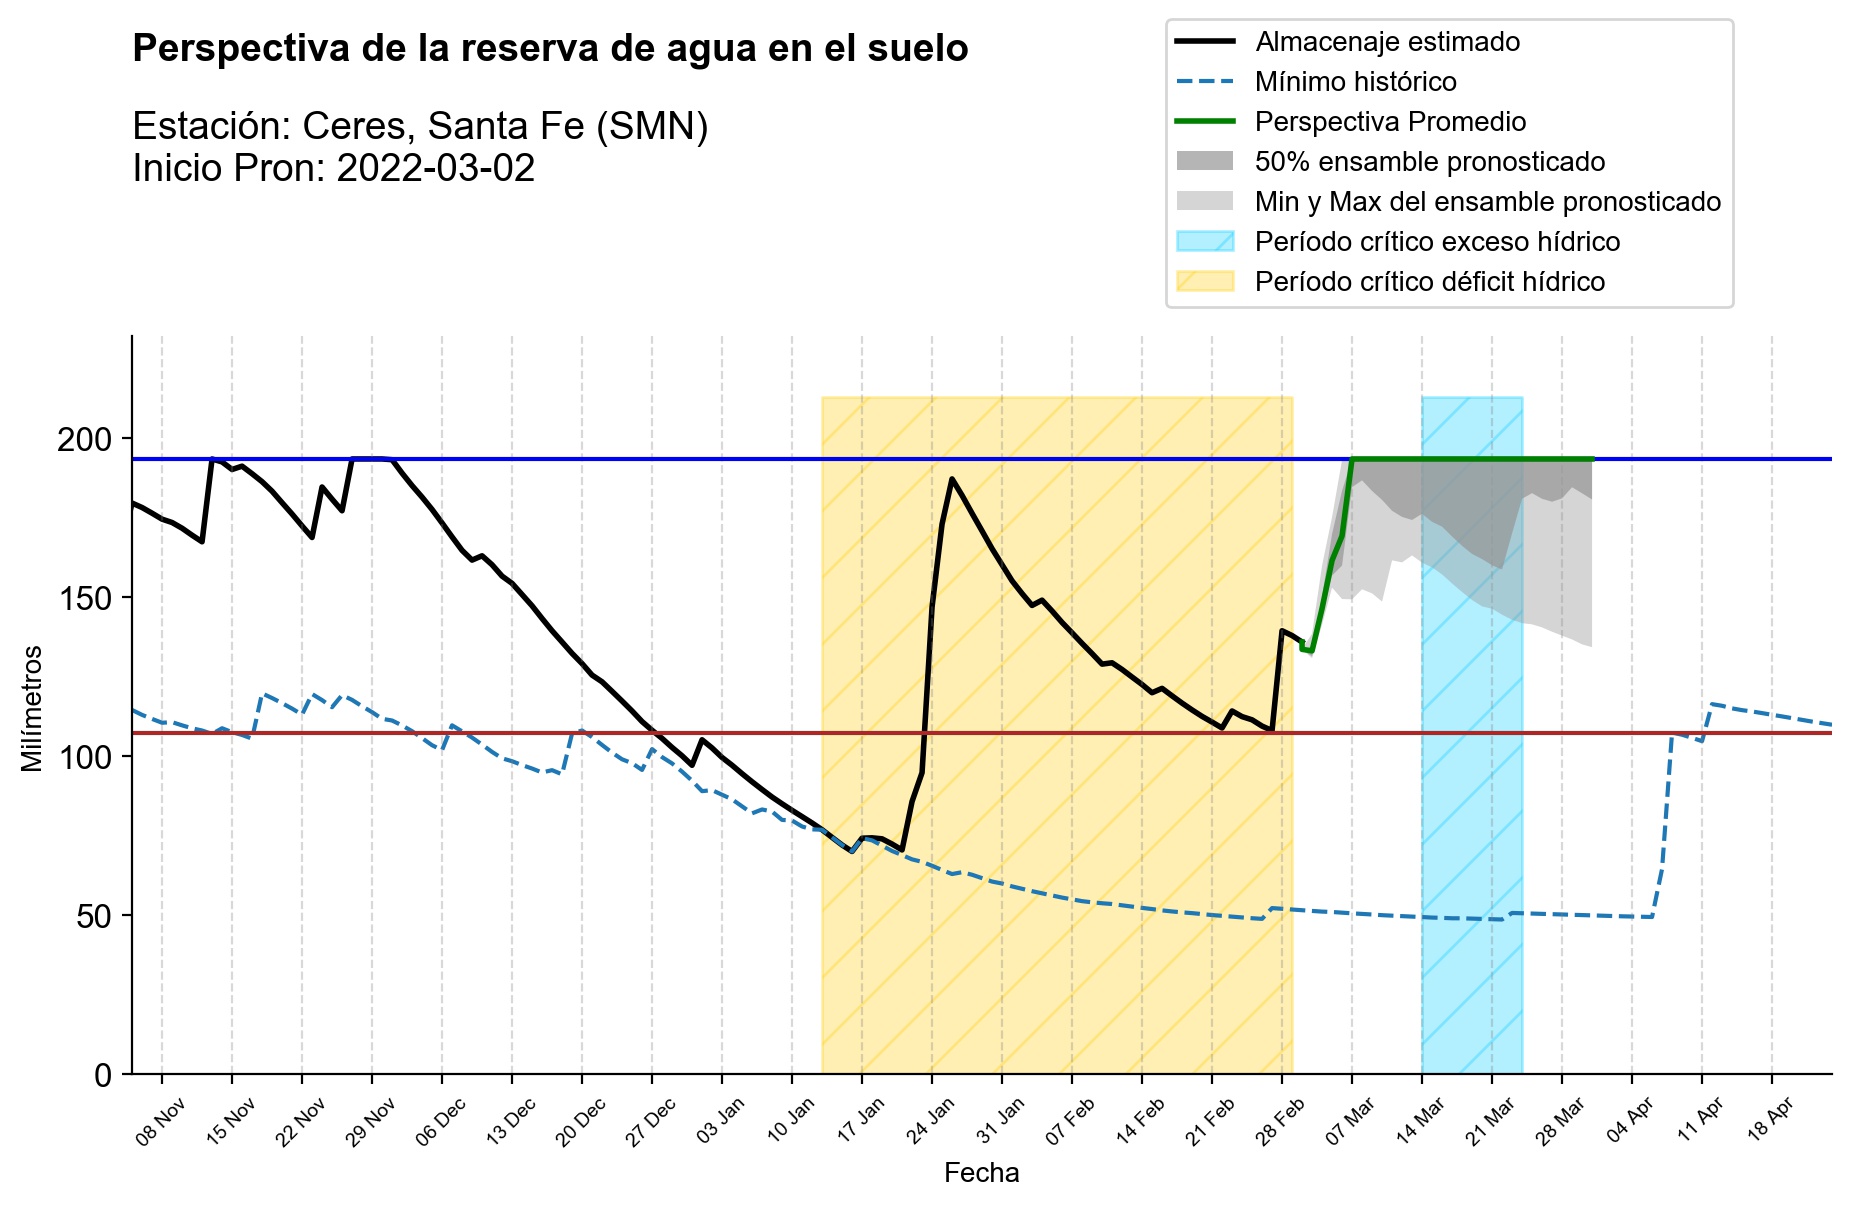 Perspectiva de la reserva de agua en el suelo
Estación: Ceres, Santa Fe (SMN)
Inicio Pron: 2022-03-02
Almacenaje estimado
Mínimo histórico
Perspectiva Promedio
50% ensamble pronosticado
Min y Max del ensamble pronosticado
Período crítico exceso hídrico
Período crítico déficit hídrico
Milímetros
200
150
100
50
0
08 Nov
15 Nov
22 Nov
29 Nov
06 Dec
13 Dec
20 Dec
27 Dec
03 Jan
10 Jan
17 Jan
24 Jan
31 Jan
07 Feb
14 Feb
21 Feb
28 Feb
07 Mar
14 Mar
21 Mar
28 Mar
04 Apr
11 Apr
18 Apr
Fecha